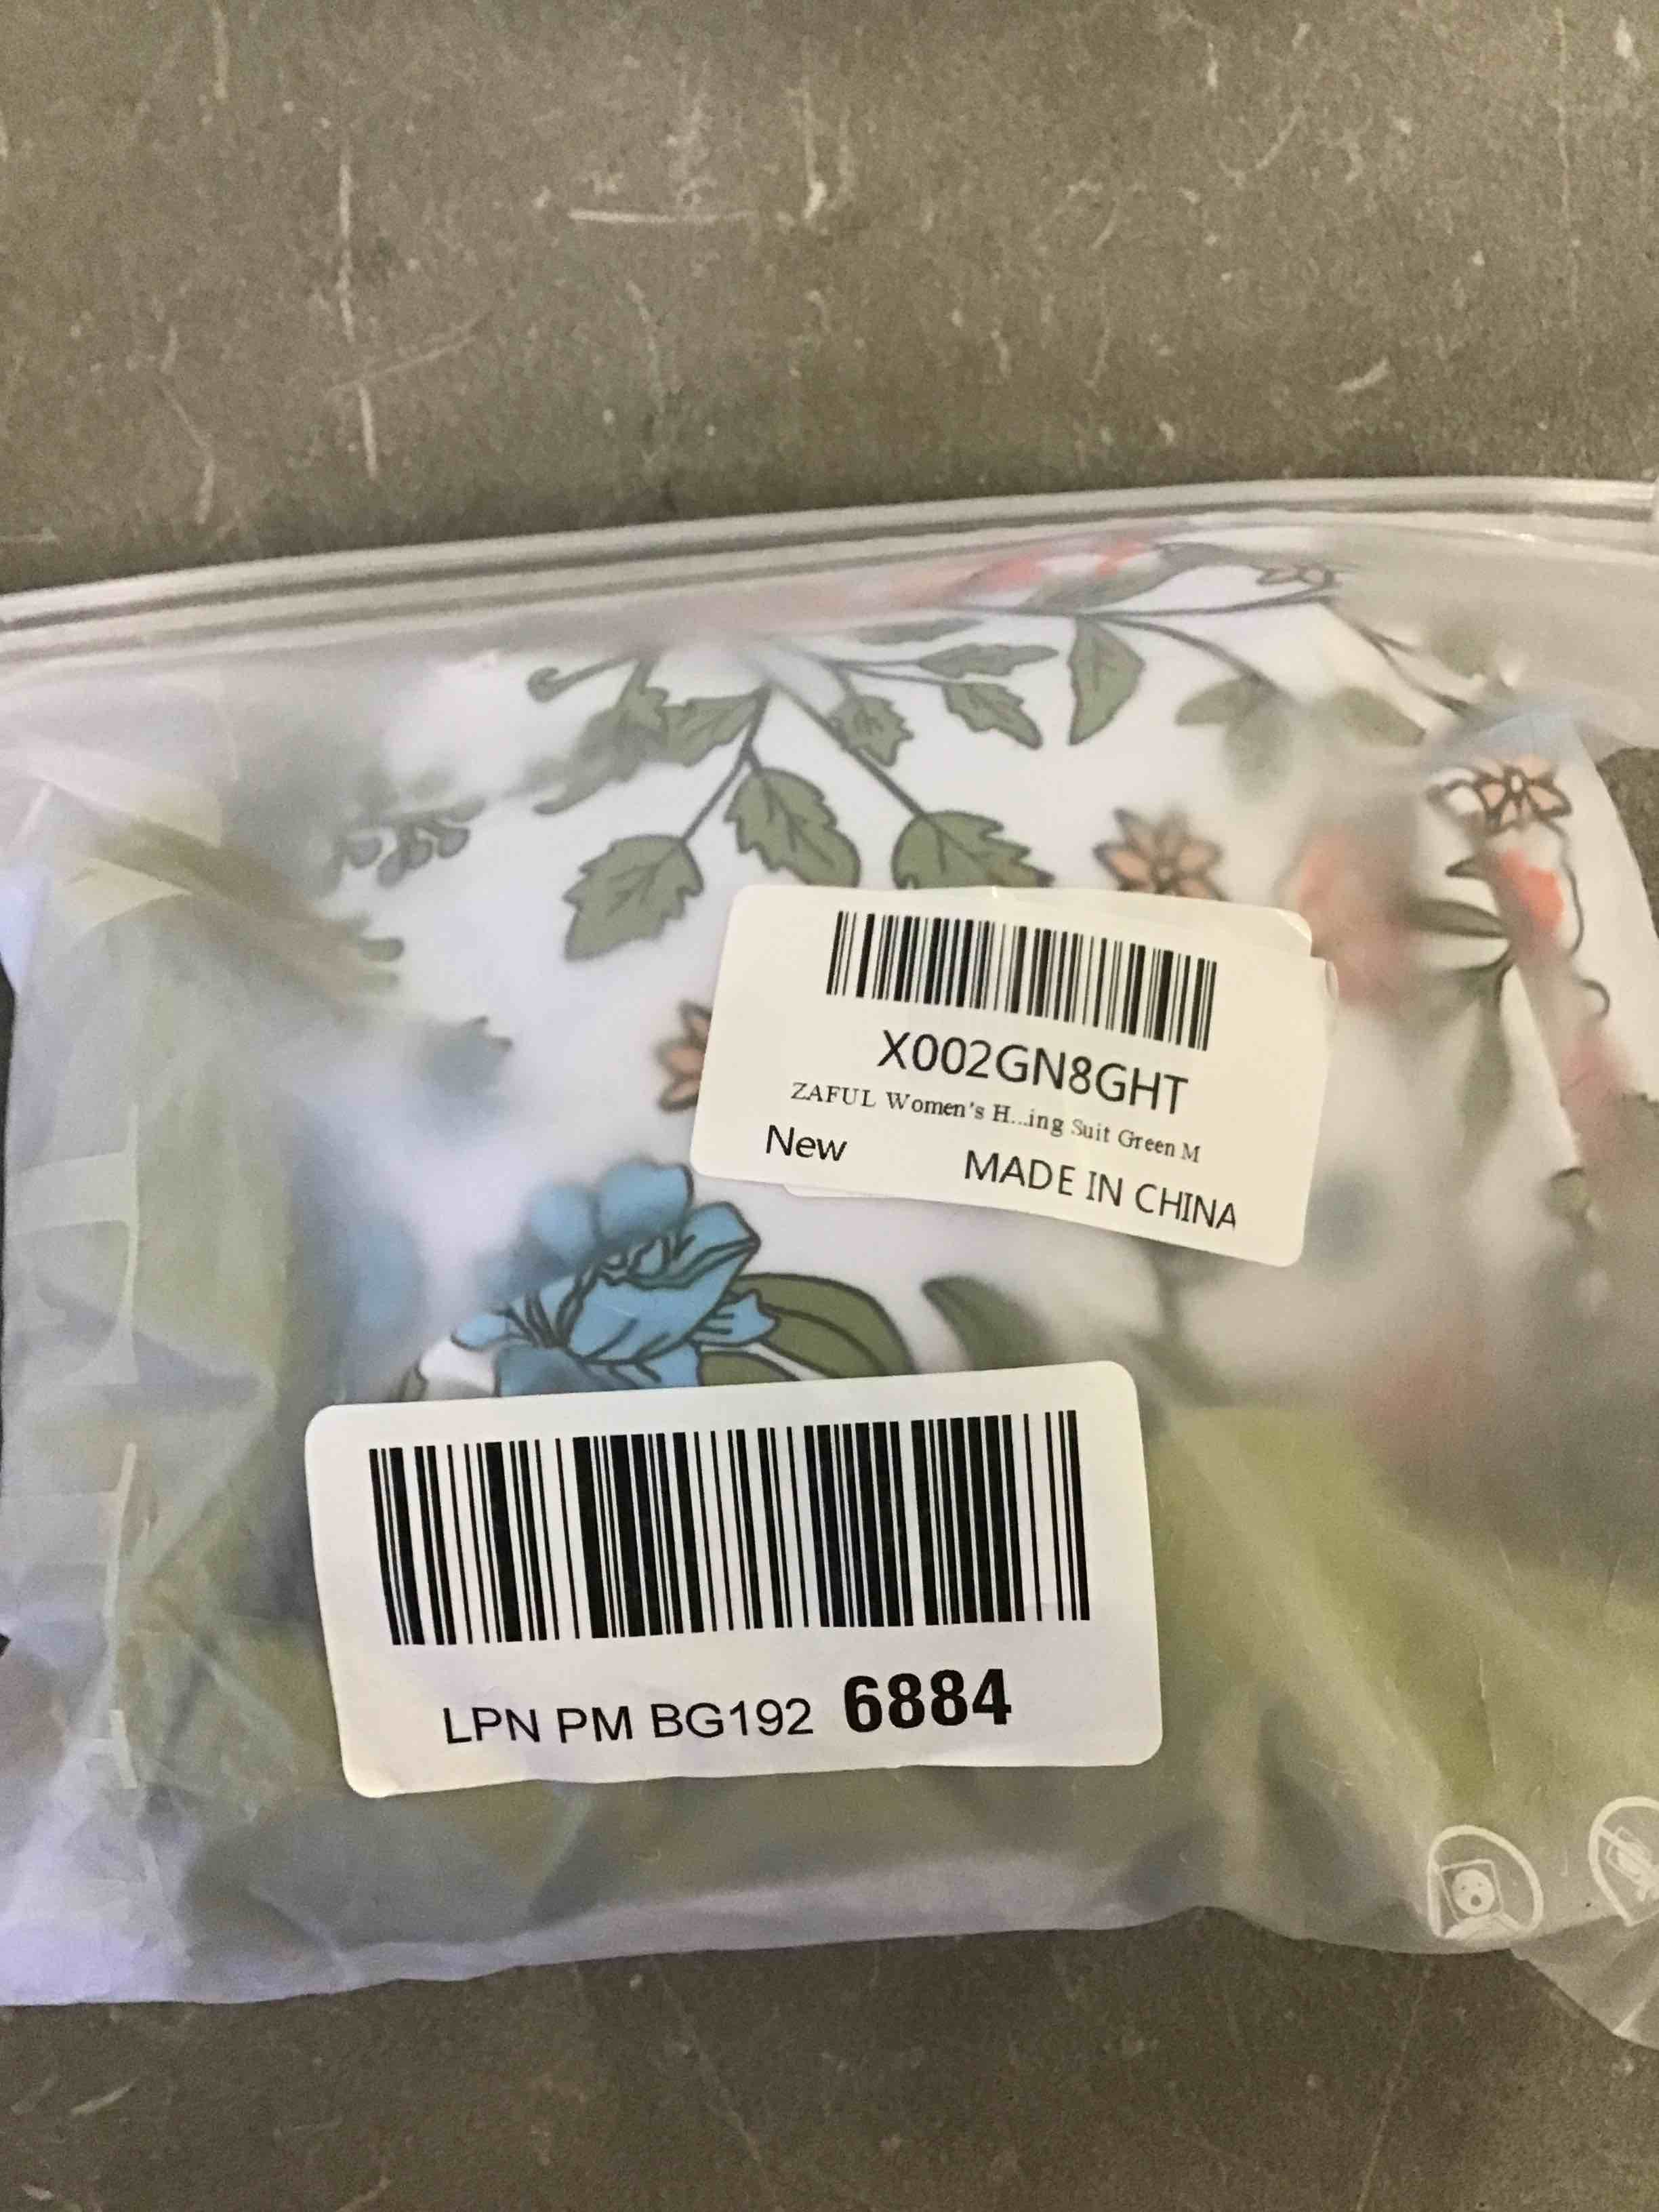 X002GN8GHT
ZAFUL Women's H...ing Suit Green M
New MADE IN CHINA
LPN PM BG192 6884